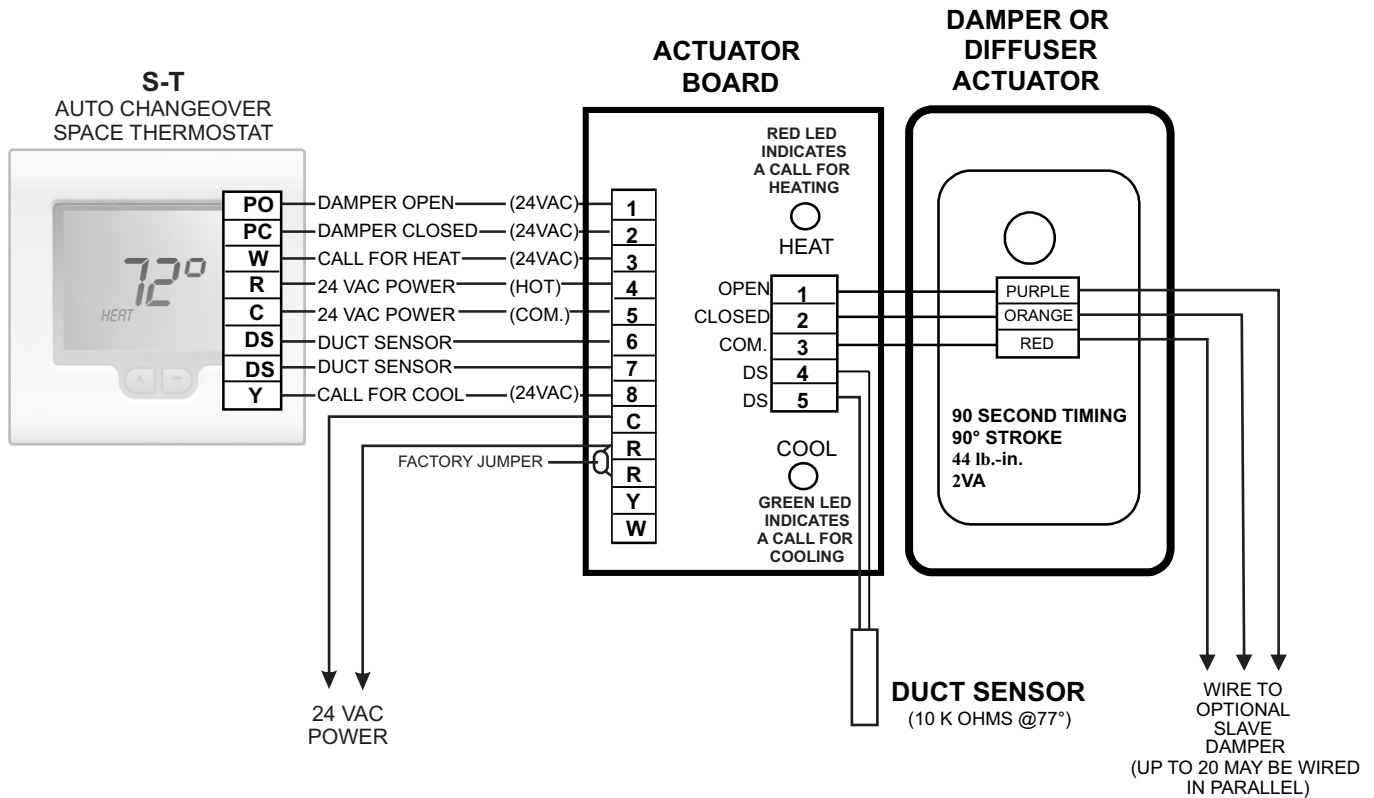 S-T
AUTO CHANGEOVER
SPACE THERMOSTAT
72°
HEAT
PO
PC
W
R
C
DS
DS
Y
DAMPER OPEN (24VAC)
DAMPER CLOSED (24VAC)
CALL FOR HEAT (24VAC)
24 VAC POWER (HOT)
24 VAC POWER (COM.)
DUCT SENSOR
DUCT SENSOR
CALL FOR COOL (24VAC)
FACTORY JUMPER
24 VAC
POWER
ACTUATOR
BOARD
1
2
3
4
5
6
7
8
C
R
R
Y
W
RED LED
INDICATES
A CALL FOR
HEATING
HEAT
OPEN 1
CLOSED 2
COM. 3
DS 4
DS 5
COOL
GREEN LED
INDICATES
A CALL FOR
COOLING
DUCT SENSOR
(10 K OHMS @77°)
DAMPER OR
DIFFUSER
ACTUATOR
PURPLE
ORANGE
RED
90 SECOND TIMING
90° STROKE
44 lb.-in.
2VA
WIRE TO
OPTIONAL
SLAVE
DAMPER
(UP TO 20 MAY BE WIRED
IN PARALLEL)